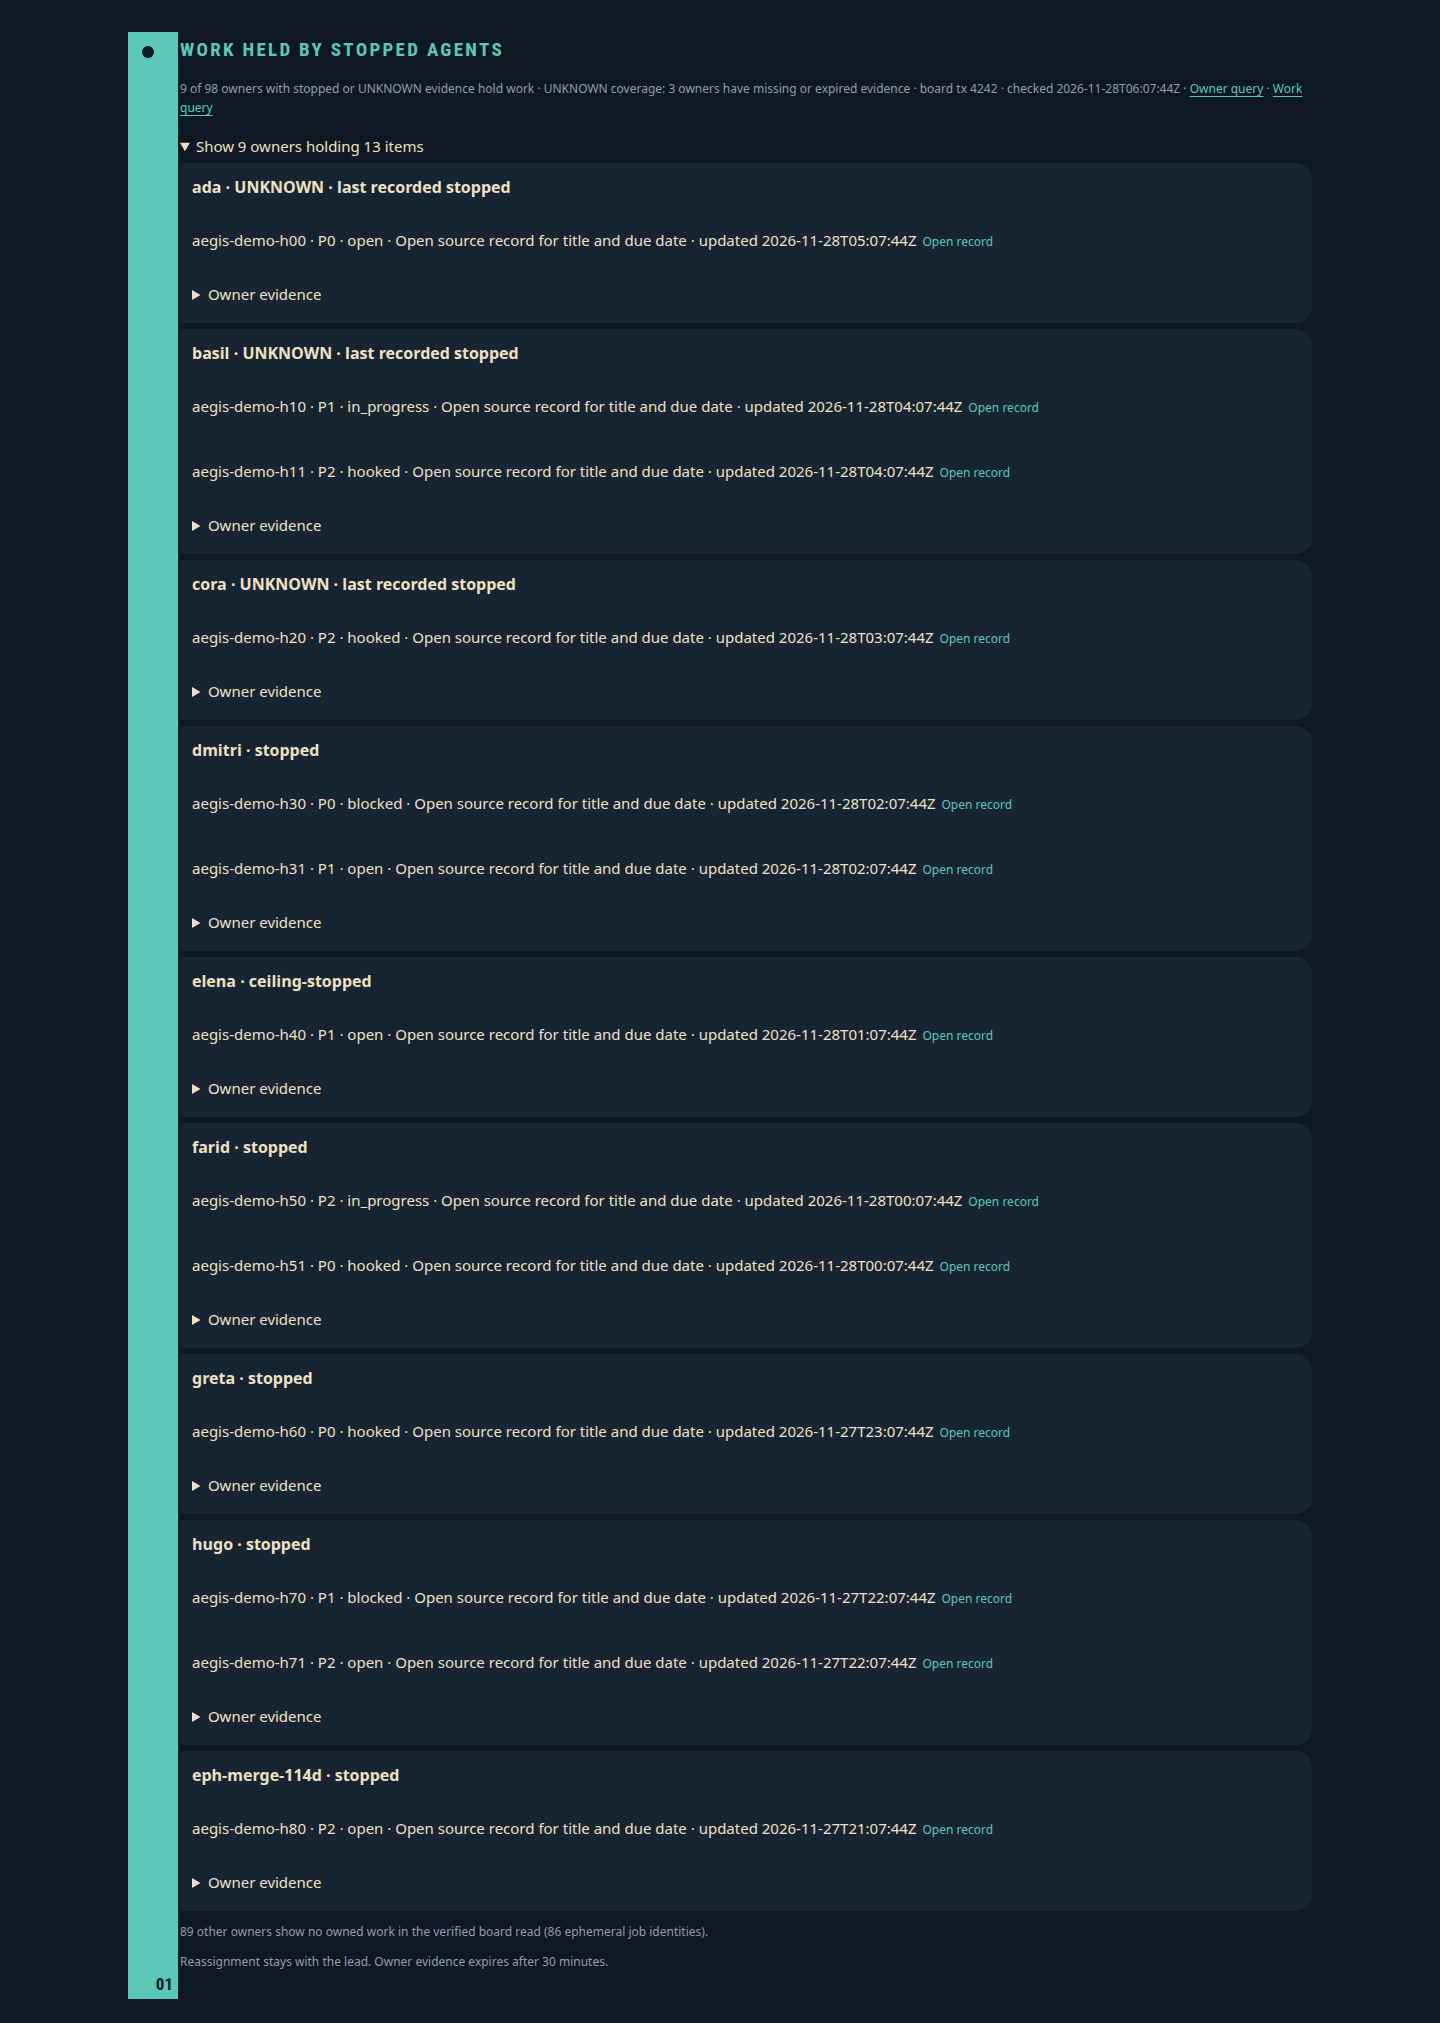 WORK HELD BY STOPPED AGENTS
9 of 98 owners with stopped or UNKNOWN evidence hold work · UNKNOWN coverage: 3 owners have missing or expired evidence · board tx 4242 · checked 2026-11-28T06:07:44Z · Owner query · Work
query
▼ Show 9 owners holding 13 items
ada · UNKNOWN · last recorded stopped
aegis-demo-h00 · P0 · open · Open source record for title and due date · updated 2026-11-28T05:07:44Z Open record
▶ Owner evidence
basil · UNKNOWN · last recorded stopped
aegis-demo-h10 · P1 · in_progress · Open source record for title and due date · updated 2026-11-28T04:07:44Z Open record
aegis-demo-h11 · P2 · hooked · Open source record for title and due date · updated 2026-11-28T04:07:44Z Open record
▶ Owner evidence
cora · UNKNOWN · last recorded stopped
aegis-demo-h20 · P2 · hooked · Open source record for title and due date · updated 2026-11-28T03:07:44Z Open record
▶ Owner evidence
dmitri · stopped
aegis-demo-h30 · P0 · blocked · Open source record for title and due date · updated 2026-11-28T02:07:44Z Open record
aegis-demo-h31 · P1 · open · Open source record for title and due date · updated 2026-11-28T02:07:44Z Open record
▶ Owner evidence
elena · ceiling-stopped
aegis-demo-h40 · P1 · open · Open source record for title and due date · updated 2026-11-28T01:07:44Z Open record
▶ Owner evidence
farid · stopped
aegis-demo-h50 · P2 · in_progress · Open source record for title and due date · updated 2026-11-28T00:07:44Z Open record
aegis-demo-h51 · P0 · hooked · Open source record for title and due date · updated 2026-11-28T00:07:44Z Open record
▶ Owner evidence
greta · stopped
aegis-demo-h60 · P0 · hooked · Open source record for title and due date · updated 2026-11-27T23:07:44Z Open record
▶ Owner evidence
hugo · stopped
aegis-demo-h70 · P1 · blocked · Open source record for title and due date · updated 2026-11-27T22:07:44Z Open record
aegis-demo-h71 · P2 · open · Open source record for title and due date · updated 2026-11-27T22:07:44Z Open record
▶ Owner evidence
eph-merge-114d · stopped
aegis-demo-h80 · P2 · open · Open source record for title and due date · updated 2026-11-27T21:07:44Z Open record
▶ Owner evidence
89 other owners show no owned work in the verified board read (86 ephemeral job identities).
Reassignment stays with the lead. Owner evidence expires after 30 minutes.
01